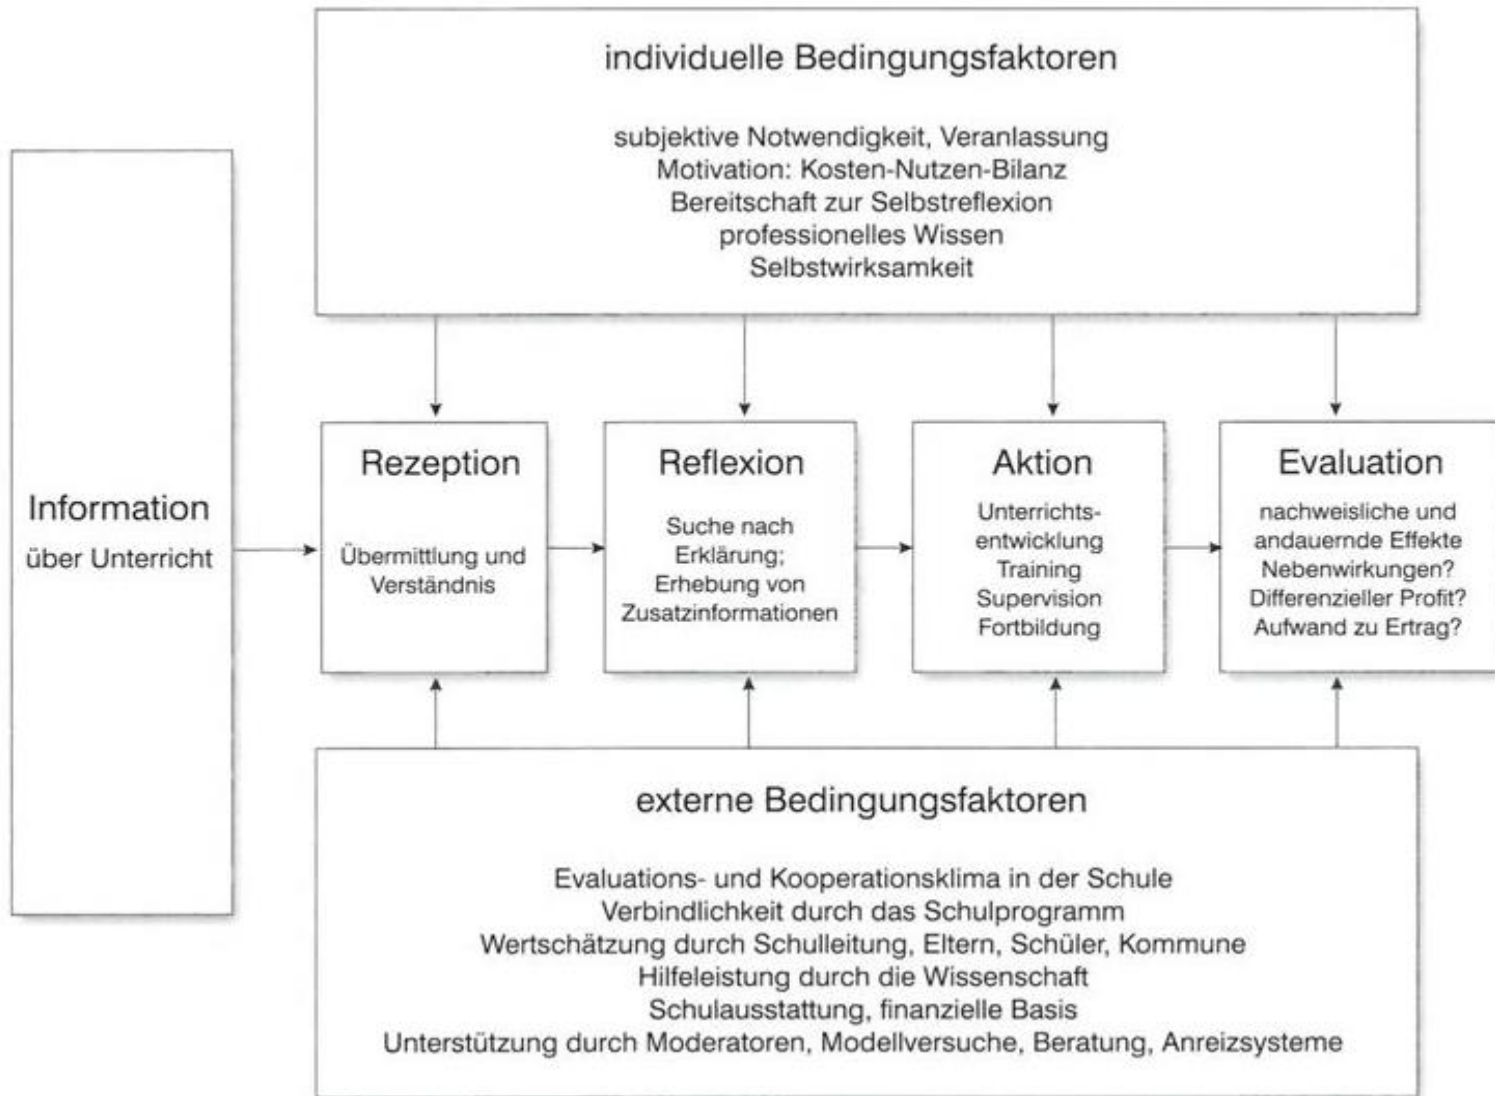 individuelle Bedingungsfaktoren
subjektive Notwendigkeit, Veranlassung
Motivation: Kosten-Nutzen-Bilanz
Bereitschaft zur Selbstreflexion
professionelles Wissen
Selbstwirksamkeit
Information
über Unterricht
Rezeption
Übermittlung und
Verständnis
Reflexion
Suche nach
Erklärung;
Erhebung von
Zusatzinformationen
Aktion
Unterrichts-
entwicklung
Training
Supervision
Fortbildung
Evaluation
nachweisliche und
andauernde Effekte
Nebenwirkungen?
Differenzieller Profit?
Aufwand zu Ertrag?
externe Bedingungsfaktoren
Evaluations- und Kooperationsklima in der Schule
Verbindlichkeit durch das Schulprogramm
Wertschätzung durch Schulleitung, Eltern, Schüler, Kommune
Hilfeleistung durch die Wissenschaft
Schulausstattung, finanzielle Basis
Unterstützung durch Moderatoren, Modellversuche, Beratung, Anreizsysteme